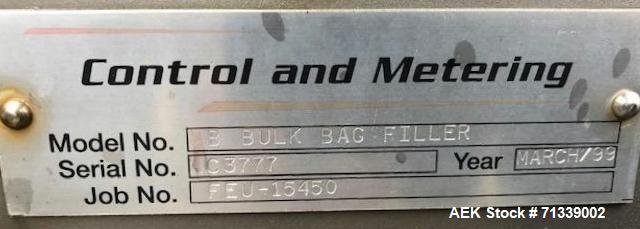 Control and Metering
Model No. B BULK BAG FILLER
Serial No. C3777 Year MARCH/99
Job No. FEU-15450
AEK Stock # 71339002